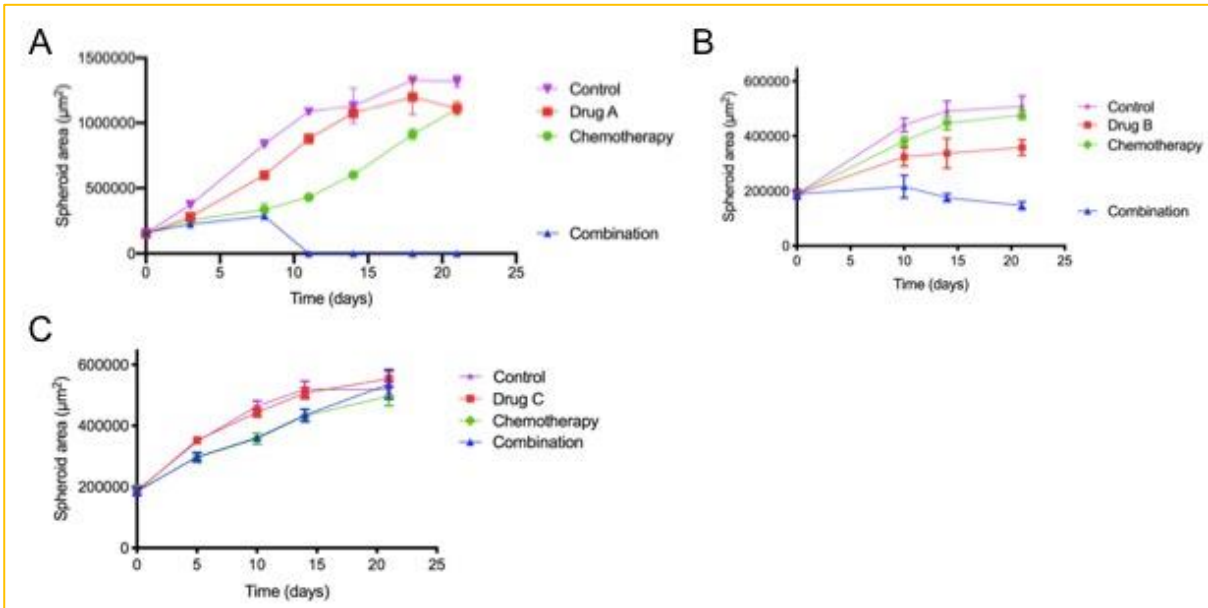 A
1500000
1000000
500000
0
Spheroid area (μm²)
0 5 10 15 20 25
Time (days)
Control
Drug A
Chemotherapy
Combination
B
600000
400000
200000
0
Spheroid area (μm²)
0 5 10 15 20 25
Time (days)
Control
Drug B
Chemotherapy
Combination
C
600000
400000
200000
0
Spheroid area (μm²)
0 5 10 15 20 25
Time (days)
Control
Drug C
Chemotherapy
Combination